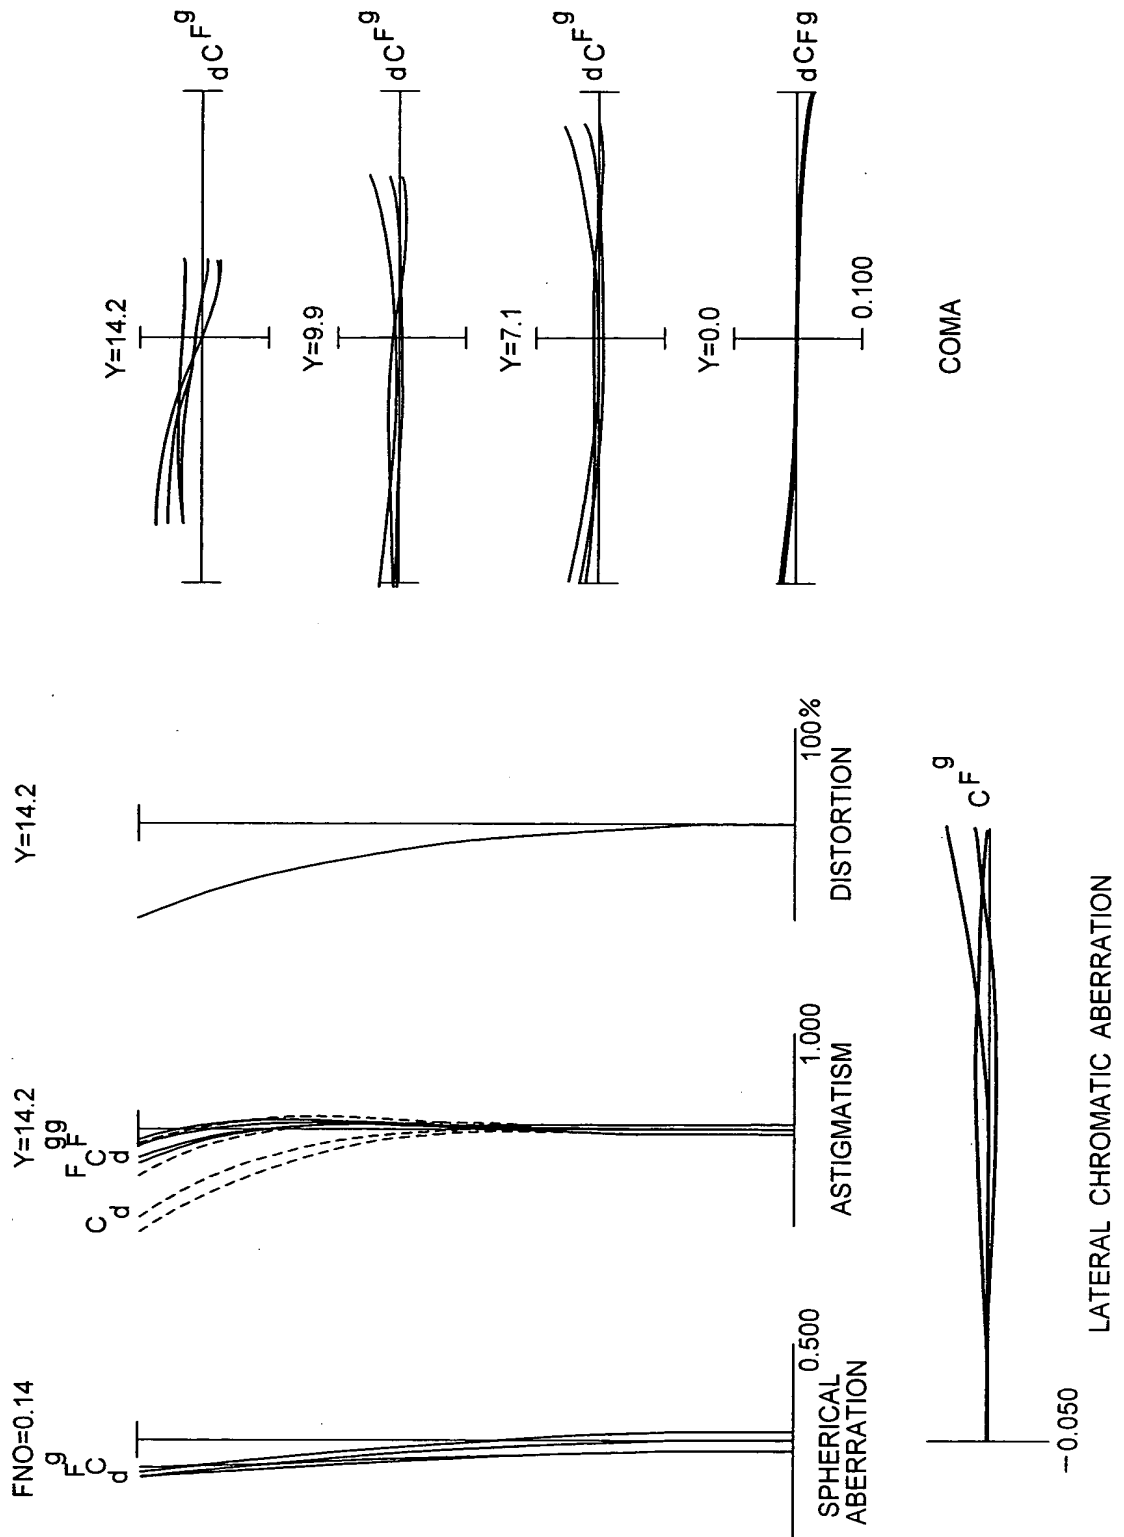 FNO=0.14
g
F
C
d
0.500
SPHERICAL
ABERRATION
Y=14.2
g g
F F
C
d
C
d
1.000
ASTIGMATISM
Y=14.2
100%
DISTORTION
Y=14.2
d C F g
Y=9.9
d C F g
Y=7.1
d C F g
Y=0.0
d C F g
0.100
COMA
g
C F
-0.050
LATERAL CHROMATIC ABERRATION